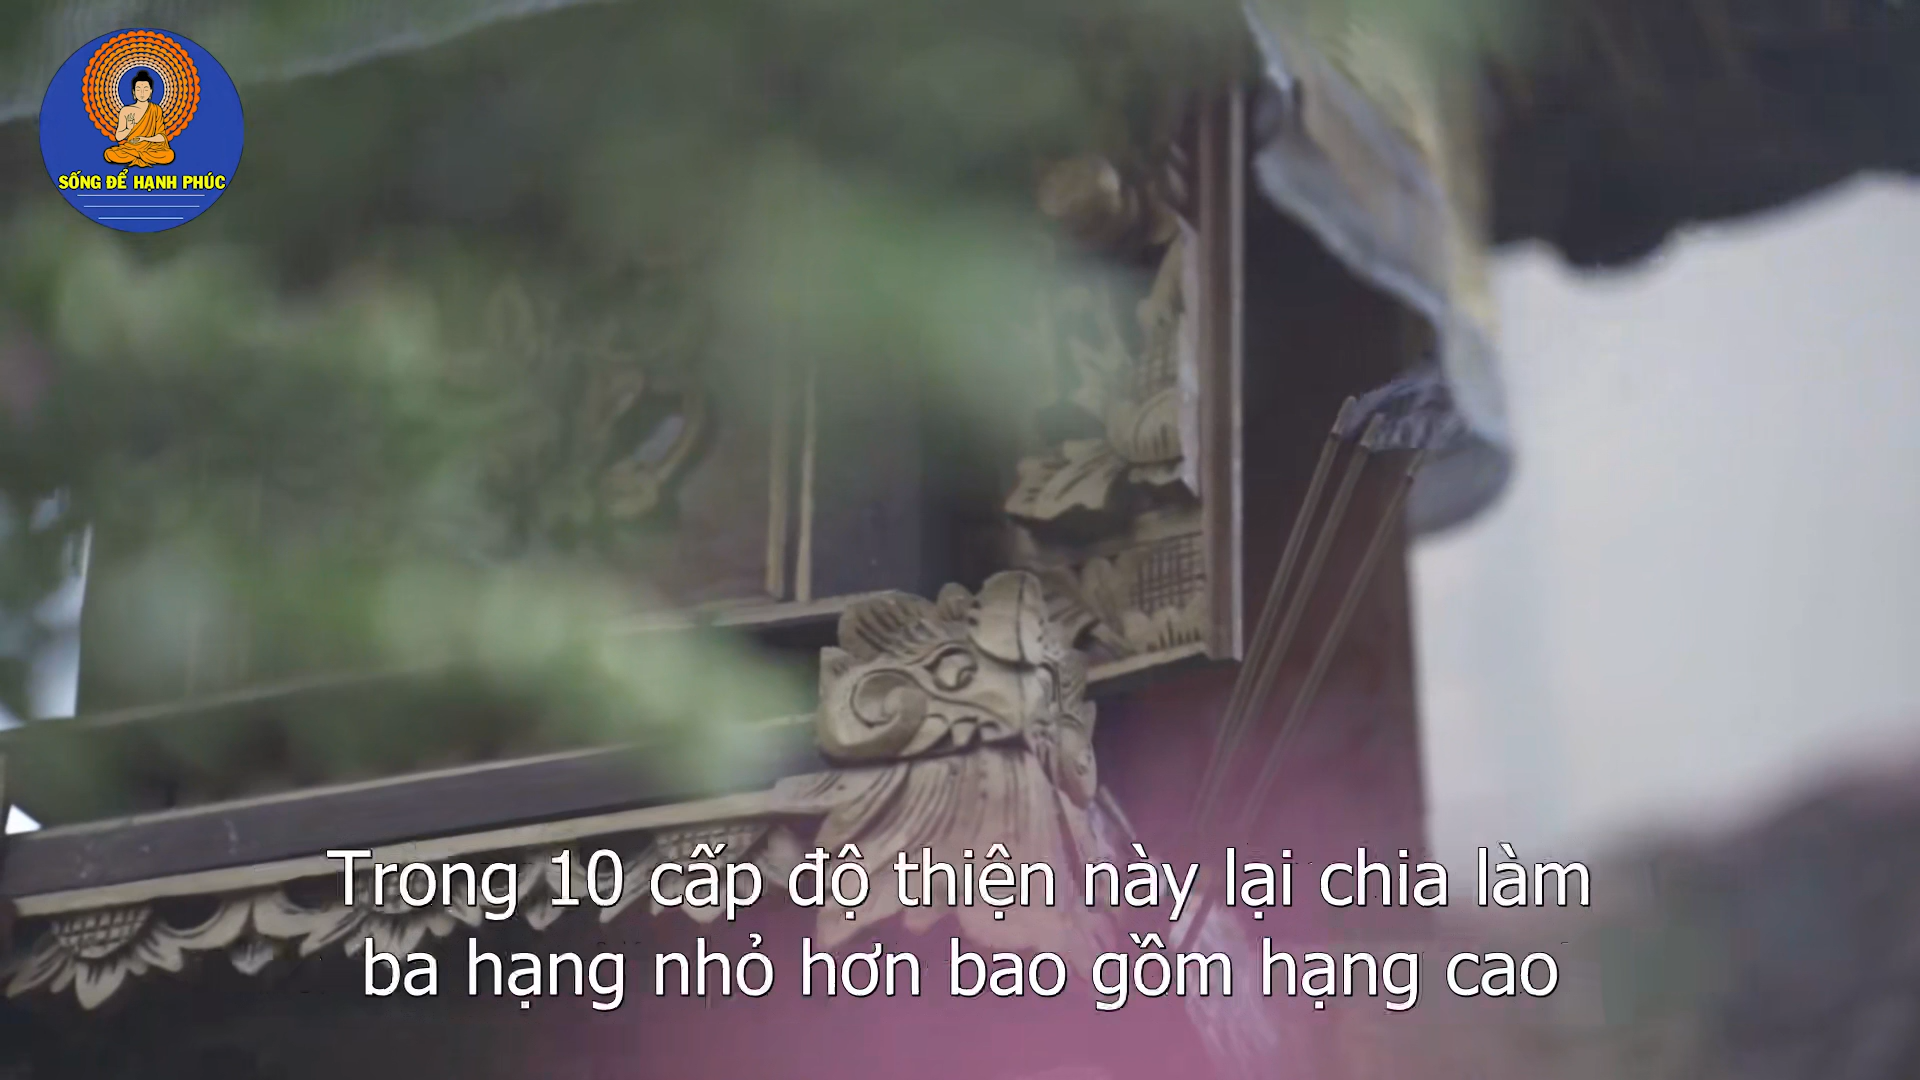 SỐNG ĐỂ HẠNH PHÚC
Trong 10 cấp độ thiện này lại chia làm
ba hạng nhỏ hơn bao gồm hạng cao